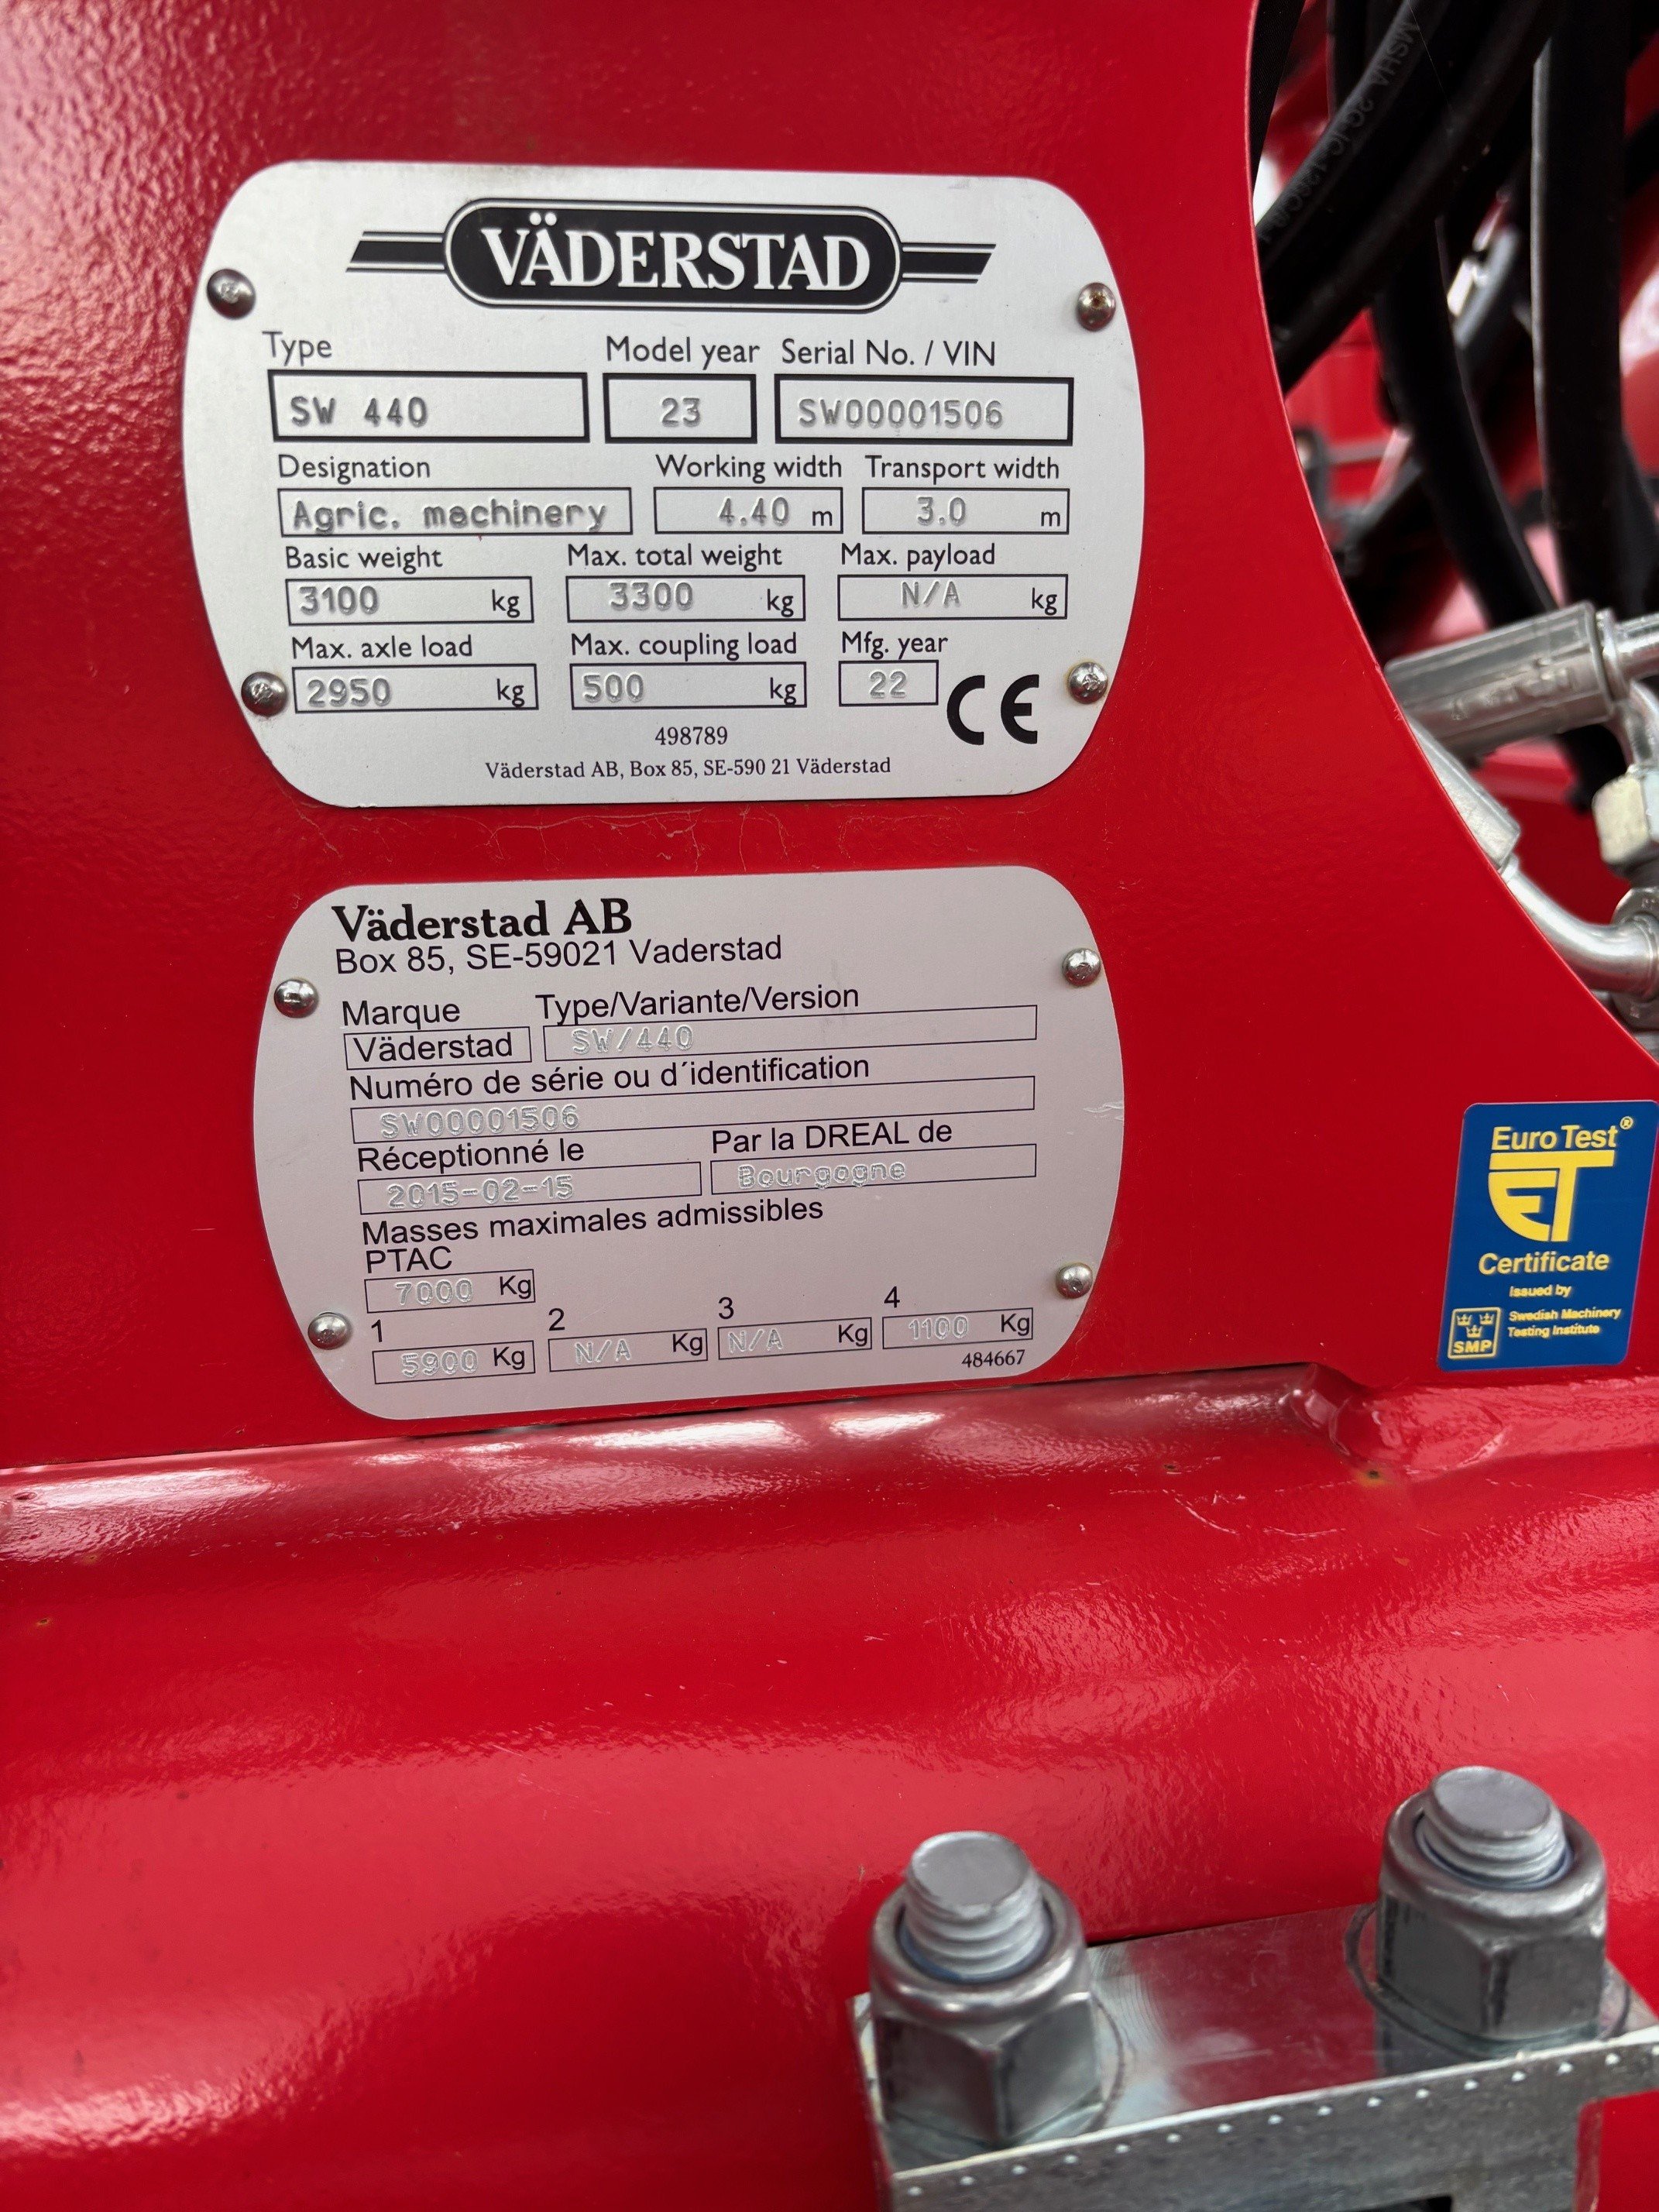 VÄDERSTAD
Type Model year Serial No. / VIN
SW 440 23 SW00001506
Designation Working width Transport width
Agric. machinery 4.40 m 3.0 m
Basic weight Max. total weight Max. payload
3100 kg 3300 kg N/A kg
Max. axle load Max. coupling load Mfg. year
2950 kg 500 kg 22 CE
498789
Väderstad AB, Box 85, SE-590 21 Väderstad
Väderstad AB
Box 85, SE-59021 Vaderstad
Marque Type/Variante/Version
Väderstad SW/440
Numéro de série ou d´identification
SW00001506
Réceptionné le Par la DREAL de
2015-02-15 Bourgogne
Masses maximales admissibles
PTAC
7000 Kg
1 2 3 4
5900 Kg N/A Kg N/A Kg 1100 Kg
484667
Euro Test®
ET
Certificate
Issued by
Swedish Machinery
Testing Institute
SMP